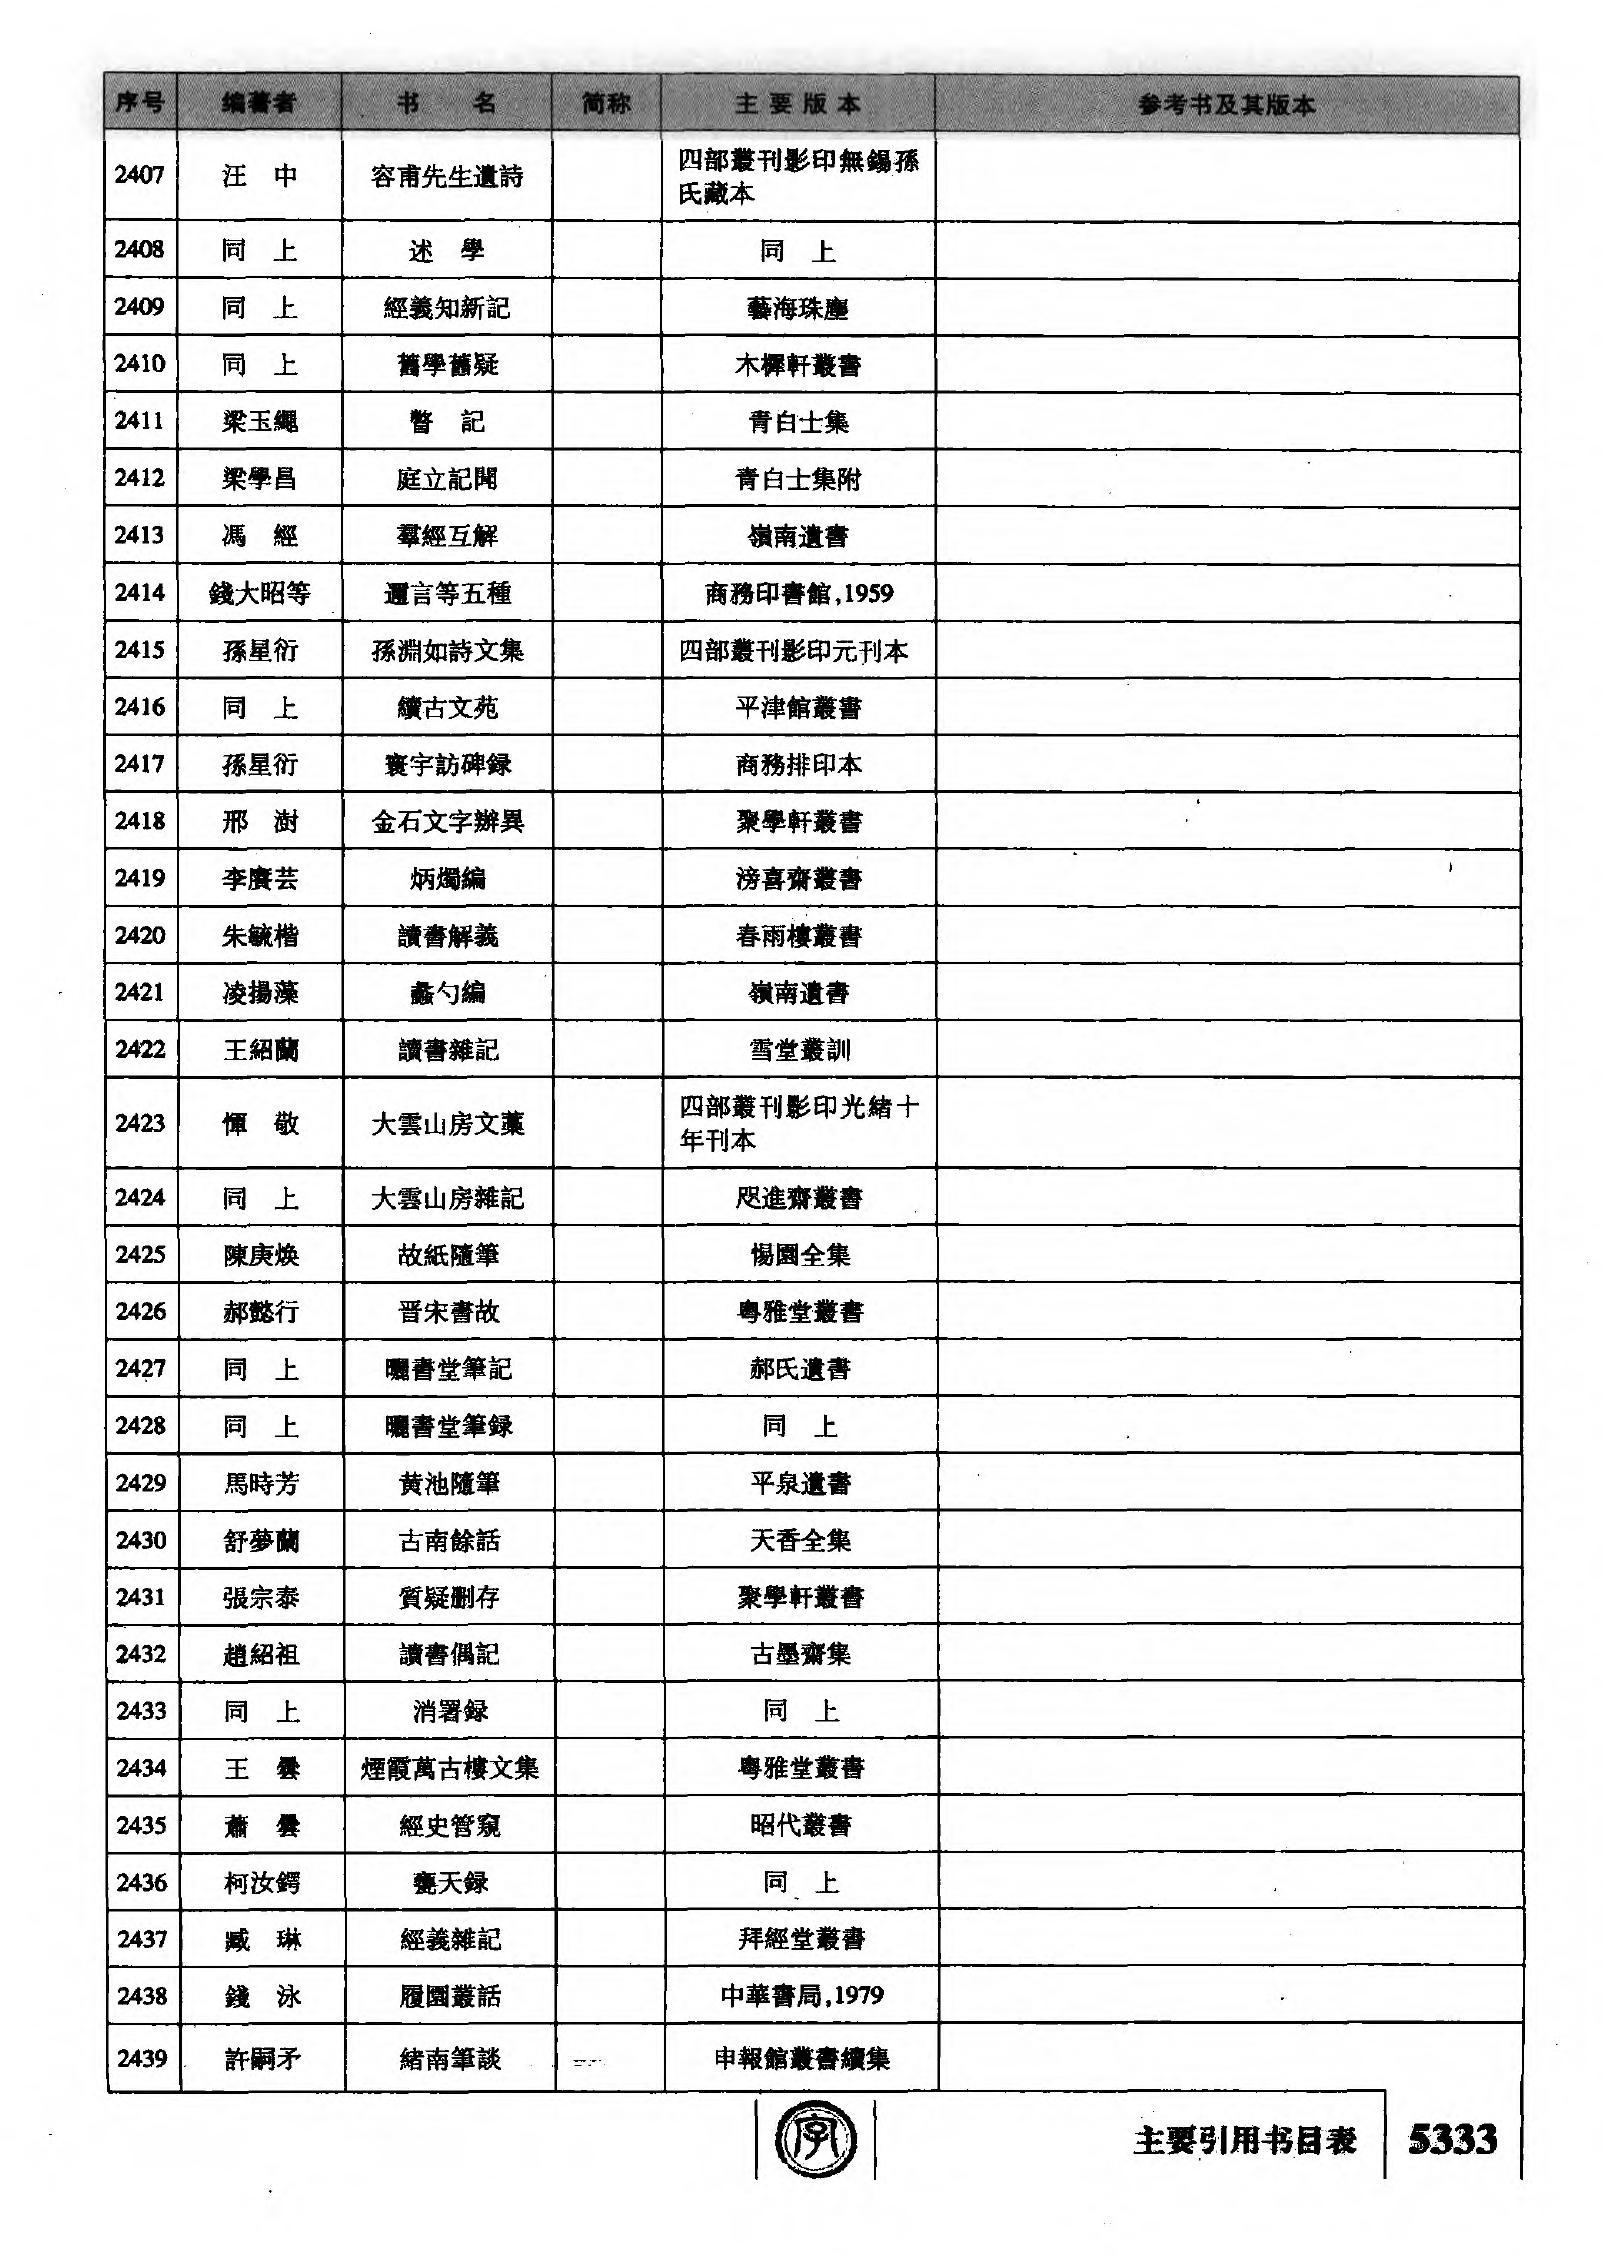 序号 编著者 书 名 简称 主要版本 参考书及其版本
2407 汪 中 容甫先生遺詩 四部叢刊影印無錫孫
氏藏本
2408 同 上 述 學 同 上
2409 同 上 經義知新記 藝海珠塵
2410 同 上 舊學舊疑 木樨軒叢書
2411 梁玉繩 瞥 記 青白士集
2412 梁學昌 庭立記聞 青白士集附
2413 馮 經 羣經互解 嶺南遺書
2414 錢大昭等 邇言等五種 商務印書館,1959
2415 孫星衍 孫淵如詩文集 四部叢刊影印元刊本
2416 同 上 續古文苑 平津館叢書
2417 孫星衍 寰宇訪碑録 商務排印本
2418 邢 澍 金石文字辦異 聚學軒叢書
2419 李賡芸 炳燭編 滂喜齋叢書
2420 朱毓楷 讀書解義 春雨樓叢書
2421 凌揚藻 蠡勺編 嶺南遺書
2422 王紹蘭 讀書雜記 雪堂叢訓
2423 惲 敬 大雲山房文藁 四部叢刊影印光緒十
年刊本
2424 同 上 大雲山房雜記 咫進齋叢書
2425 陳庚焕 故紙隨筆 惕園全集
2426 郝懿行 晋宋書故 粤雅堂叢書
2427 同 上 曬書堂筆記 郝氏遺書
2428 同 上 曬書堂筆録 同 上
2429 馬時芳 黄池隨筆 平泉遺書
2430 舒夢蘭 古南餘話 天香全集
2431 張宗泰 質疑删存 聚學軒叢書
2432 趙紹祖 讀書偶記 古墨齋集
2433 同 上 消署録 同 上
2434 王 曇 煙霞萬古樓文集 粤雅堂叢書
2435 蕭 曇 經史管窺 昭代叢書
2436 柯汝鍔 甕天録 同 上
2437 臧 琳 經義雜記 拜經堂叢書
2438 錢 泳 履園叢話 中華書局,1979
2439 許嗣矛 緒南筆談 申報館叢書續集
字
主要引用书目表 5333